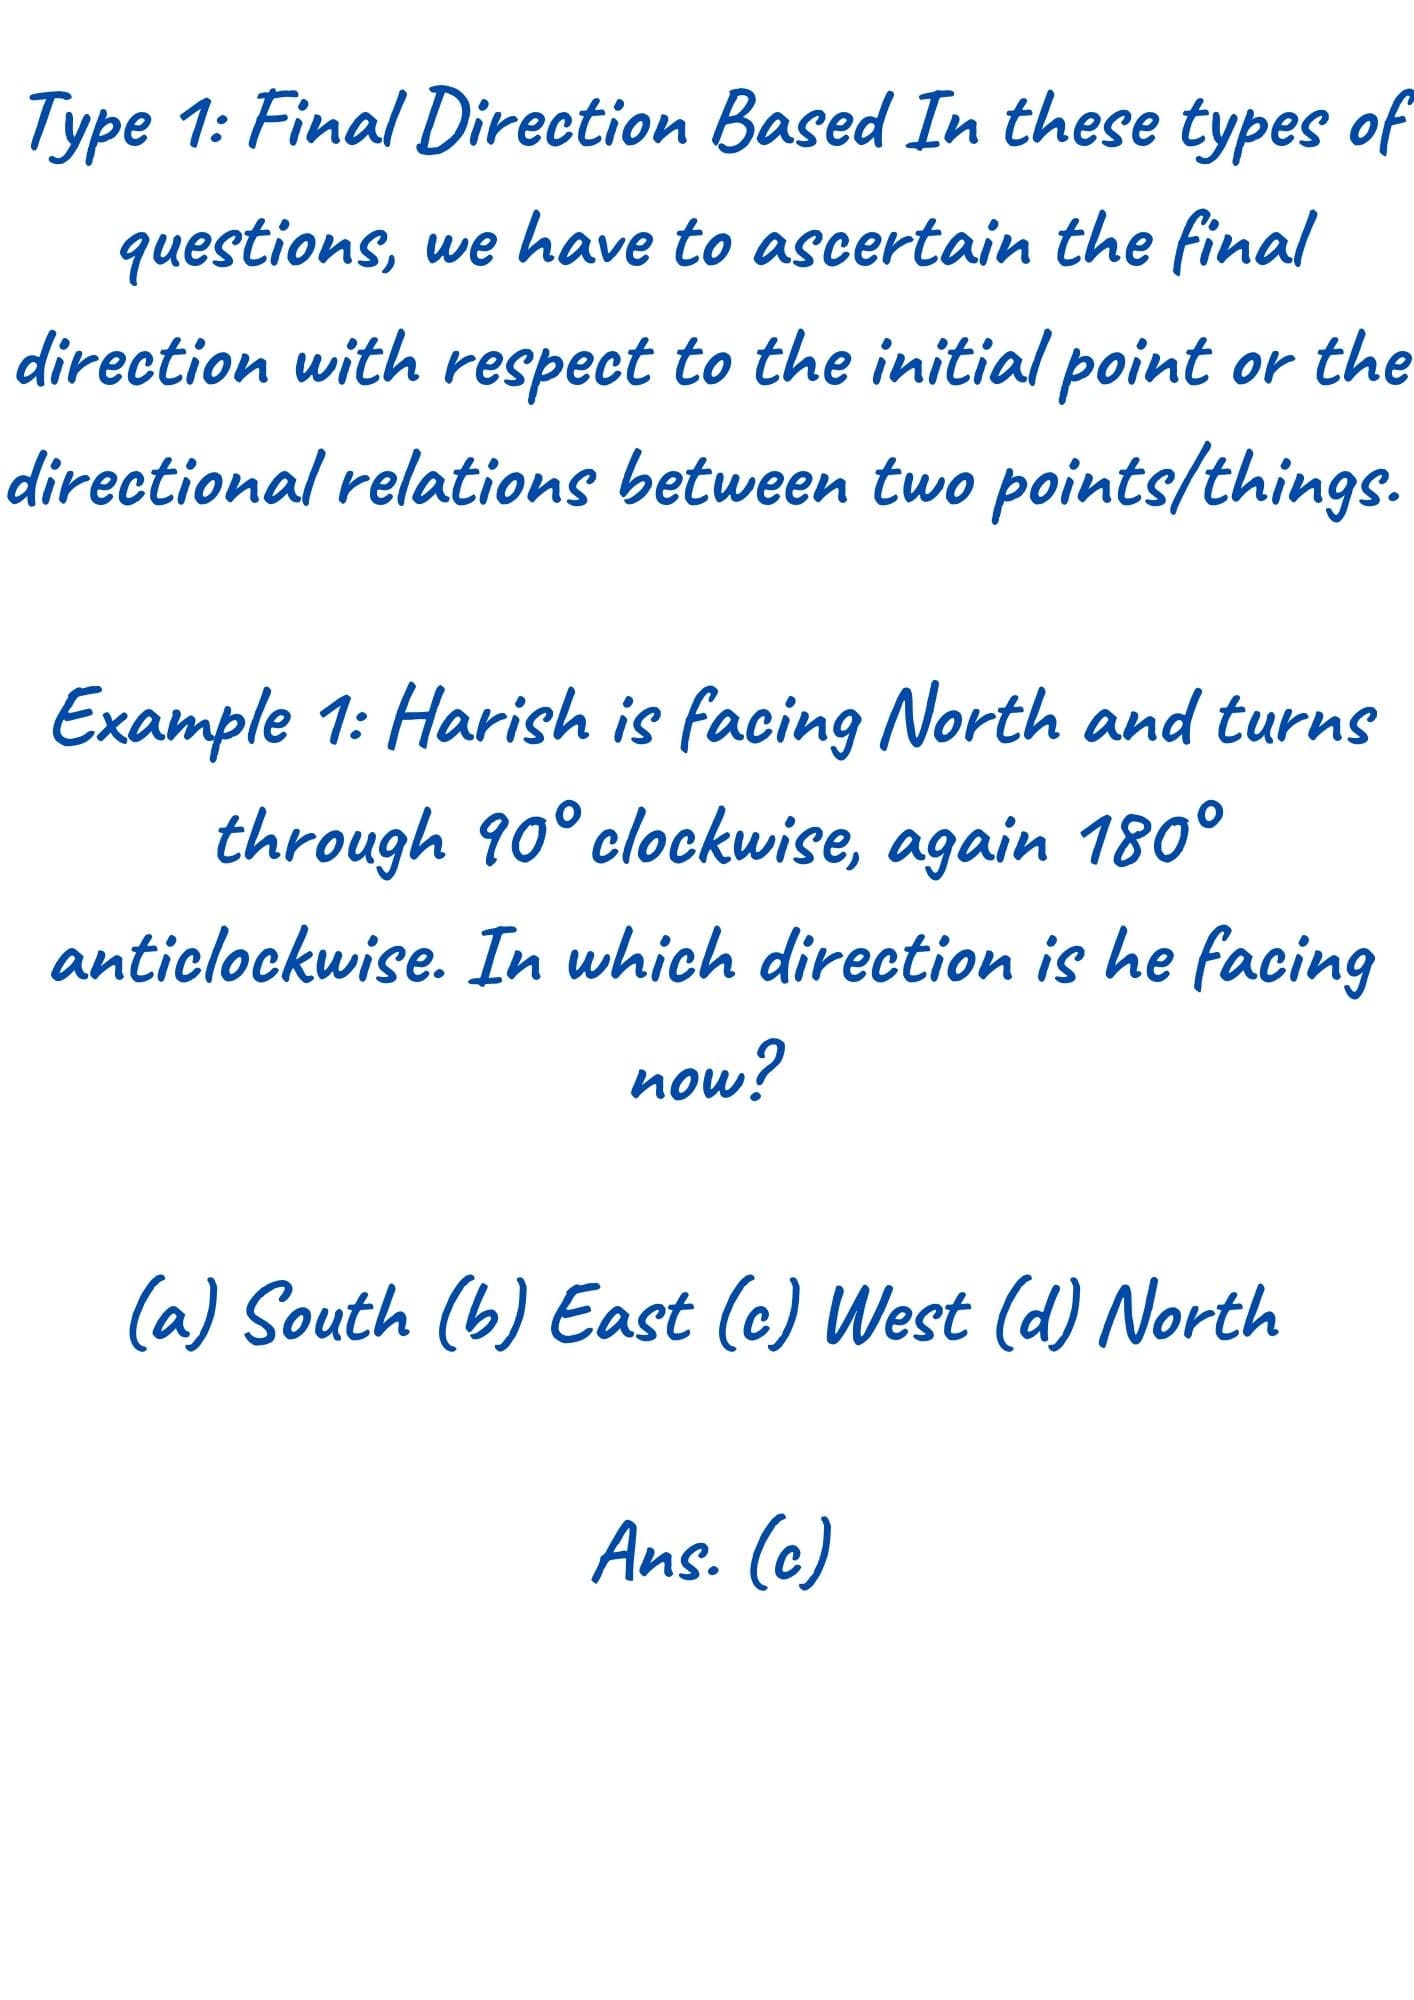 Type 1: Final Direction Based In these types of
questions, we have to ascertain the final
direction with respect to the initial point or the
directional relations between two points/things.
Example 1: Harish is facing North and turns
through 90° clockwise, again 180°
anticlockwise. In which direction is he facing
now?
(a) South (b) East (c) West (d) North
Ans. (c)